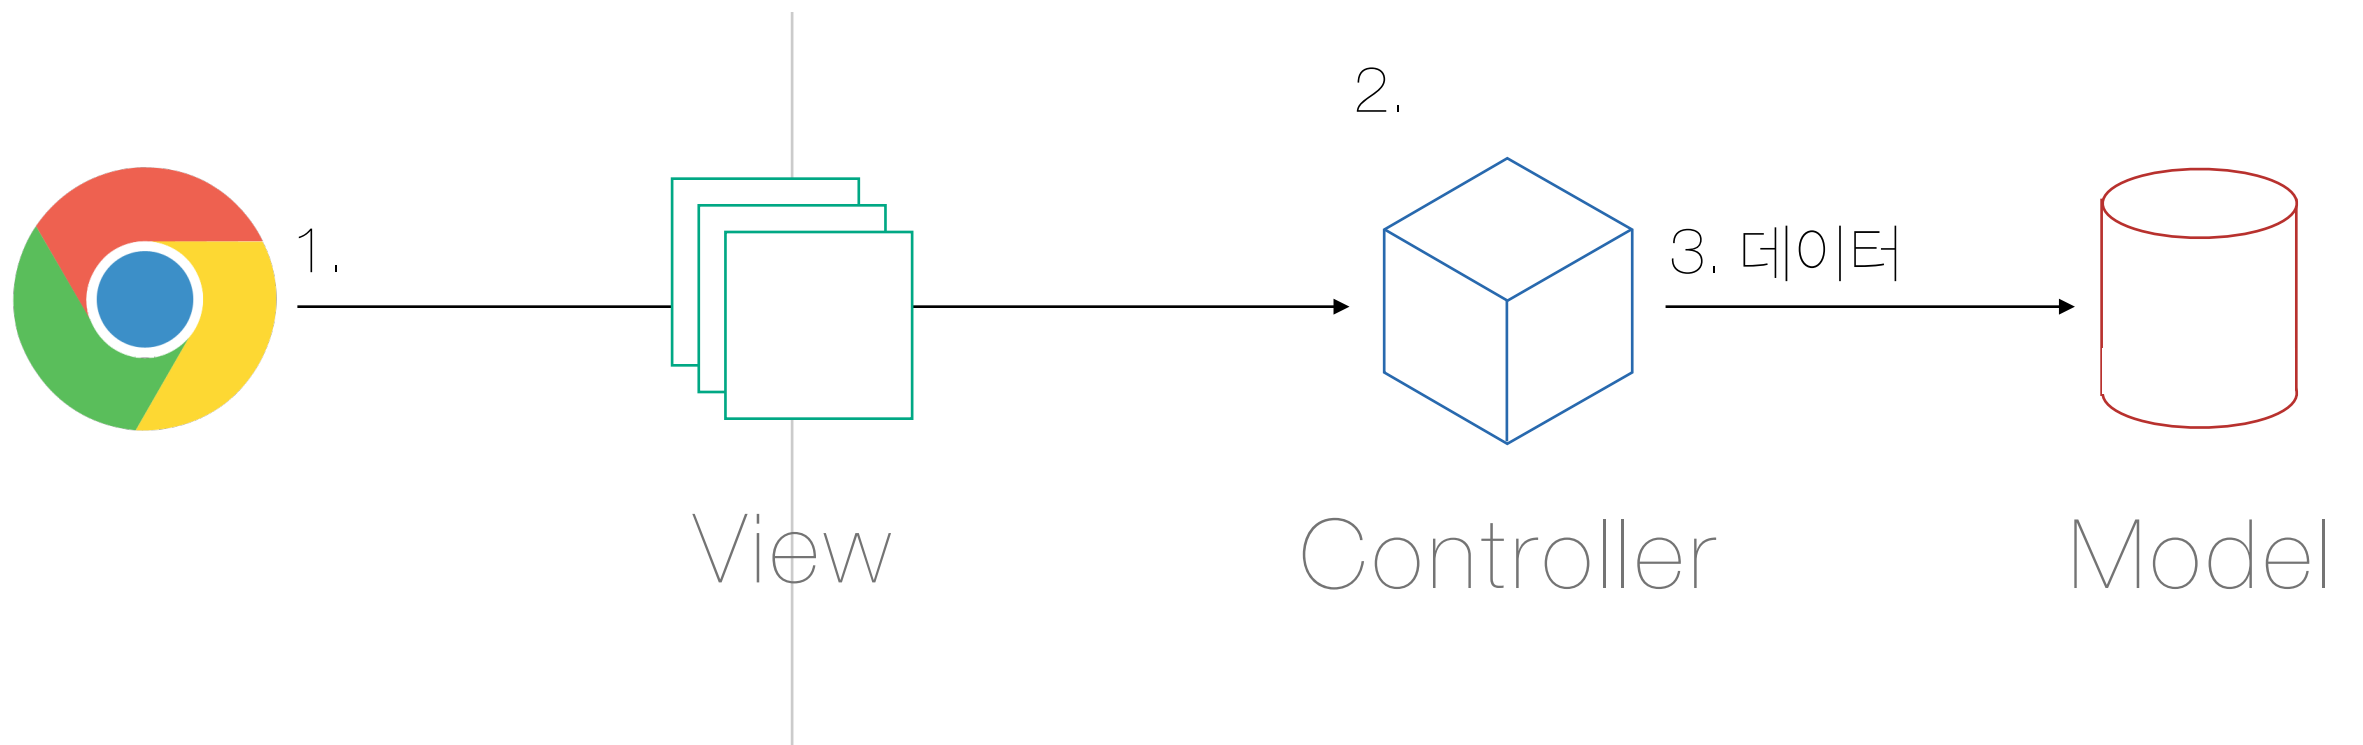 1.
2.
3. 데이터
View
Controller
Model